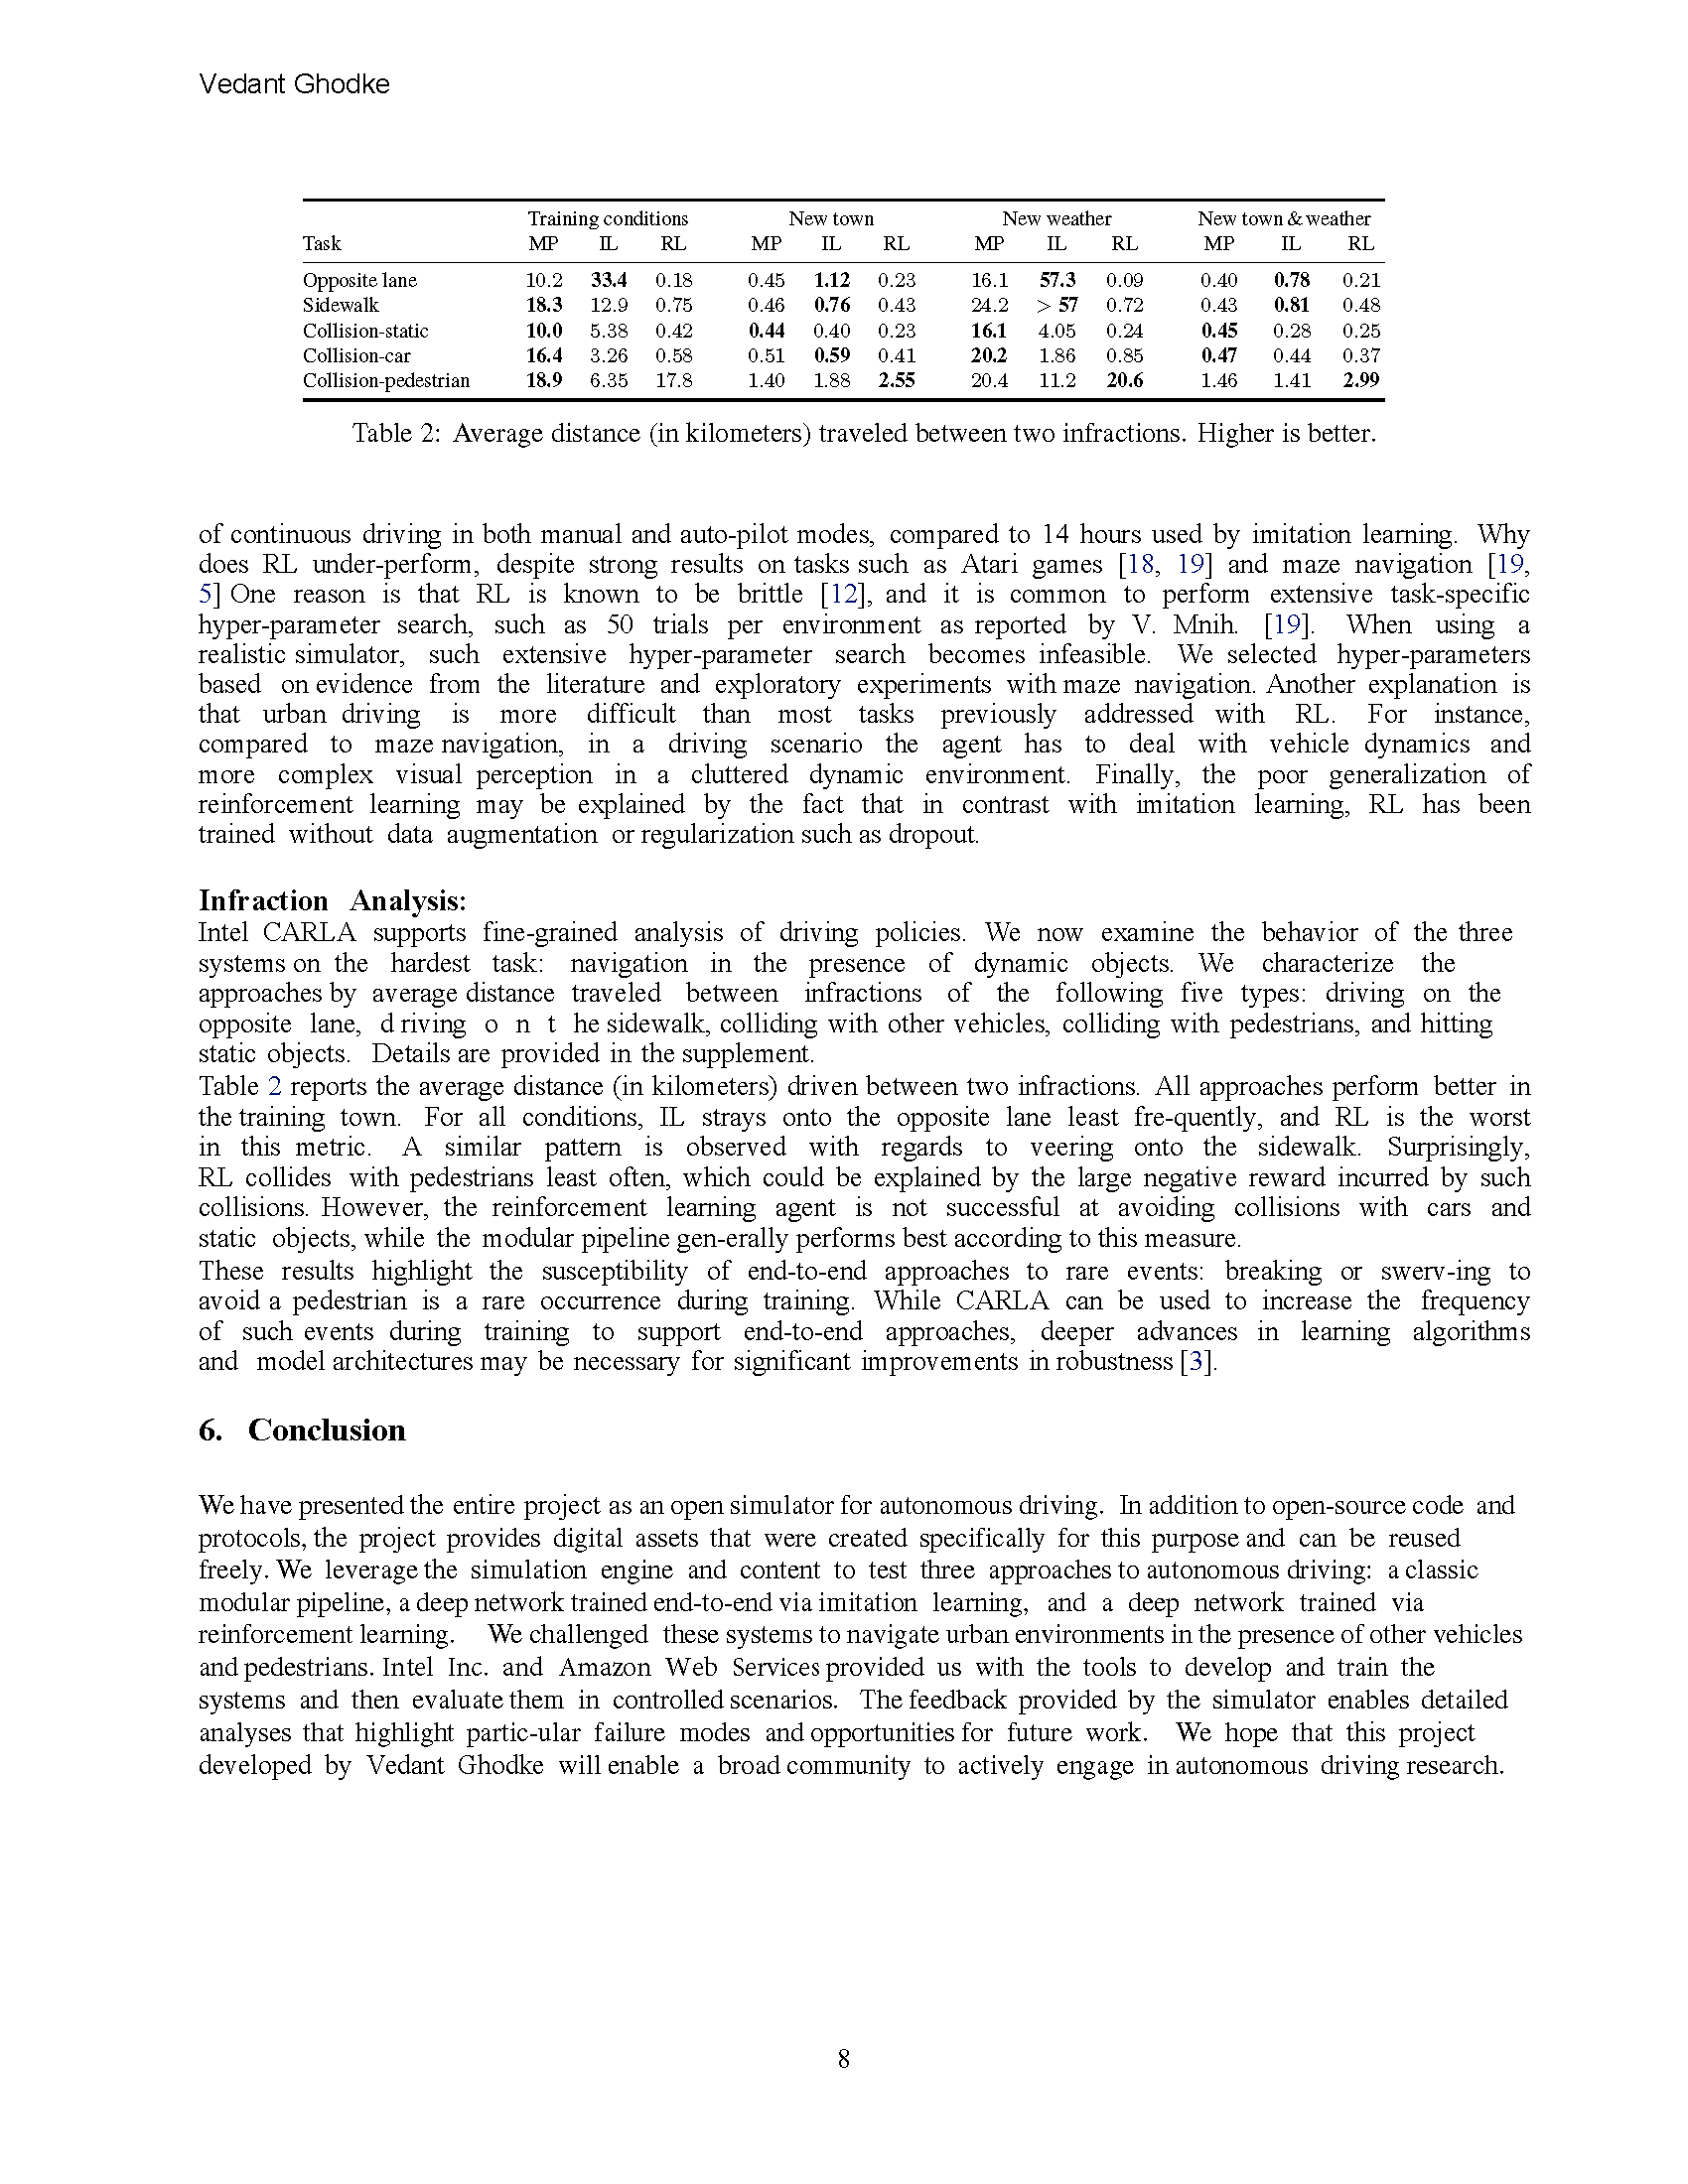 Vedant Ghodke
Training conditions New town New weather New town & weather
Task MP IL RL MP IL RL MP IL RL MP IL RL
Opposite lane 10.2 33.4 0.18 0.45 1.12 0.23 16.1 57.3 0.09 0.40 0.78 0.21
Sidewalk 18.3 12.9 0.75 0.46 0.76 0.43 24.2 > 57 0.72 0.43 0.81 0.48
Collision-static 10.0 5.38 0.42 0.44 0.40 0.23 16.1 4.05 0.24 0.45 0.28 0.25
Collision-car 16.4 3.26 0.58 0.51 0.59 0.41 20.2 1.86 0.85 0.47 0.44 0.37
Collision-pedestrian 18.9 6.35 17.8 1.40 1.88 2.55 20.4 11.2 20.6 1.46 1.41 2.99
Table 2: Average distance (in kilometers) traveled between two infractions. Higher is better.
of continuous driving in both manual and auto-pilot modes, compared to 14 hours used by imitation learning. Why
does RL under-perform, despite strong results on tasks such as Atari games [18, 19] and maze navigation [19,
5] One reason is that RL is known to be brittle [12], and it is common to perform extensive task-specific
hyper-parameter search, such as 50 trials per environment as reported by V. Mnih. [19]. When using a
realistic simulator, such extensive hyper-parameter search becomes infeasible. We selected hyper-parameters
based on evidence from the literature and exploratory experiments with maze navigation. Another explanation is
that urban driving is more difficult than most tasks previously addressed with RL. For instance,
compared to maze navigation, in a driving scenario the agent has to deal with vehicle dynamics and
more complex visual perception in a cluttered dynamic environment. Finally, the poor generalization of
reinforcement learning may be explained by the fact that in contrast with imitation learning, RL has been
trained without data augmentation or regularization such as dropout.
Infraction Analysis:
Intel CARLA supports fine-grained analysis of driving policies. We now examine the behavior of the three
systems on the hardest task: navigation in the presence of dynamic objects. We characterize the
approaches by average distance traveled between infractions of the following five types: driving on the
opposite lane, d riving o n t he sidewalk, colliding with other vehicles, colliding with pedestrians, and hitting
static objects. Details are provided in the supplement.
Table 2 reports the average distance (in kilometers) driven between two infractions. All approaches perform better in
the training town. For all conditions, IL strays onto the opposite lane least fre-quently, and RL is the worst
in this metric. A similar pattern is observed with regards to veering onto the sidewalk. Surprisingly,
RL collides with pedestrians least often, which could be explained by the large negative reward incurred by such
collisions. However, the reinforcement learning agent is not successful at avoiding collisions with cars and
static objects, while the modular pipeline gen-erally performs best according to this measure.
These results highlight the susceptibility of end-to-end approaches to rare events: breaking or swerv-ing to
avoid a pedestrian is a rare occurrence during training. While CARLA can be used to increase the frequency
of such events during training to support end-to-end approaches, deeper advances in learning algorithms
and model architectures may be necessary for significant improvements in robustness [3].
6. Conclusion
We have presented the entire project as an open simulator for autonomous driving. In addition to open-source code and
protocols, the project provides digital assets that were created specifically for this purpose and can be reused
freely. We leverage the simulation engine and content to test three approaches to autonomous driving: a classic
modular pipeline, a deep network trained end-to-end via imitation learning, and a deep network trained via
reinforcement learning. We challenged these systems to navigate urban environments in the presence of other vehicles
and pedestrians. Intel Inc. and Amazon Web Services provided us with the tools to develop and train the
systems and then evaluate them in controlled scenarios. The feedback provided by the simulator enables detailed
analyses that highlight partic-ular failure modes and opportunities for future work. We hope that this project
developed by Vedant Ghodke will enable a broad community to actively engage in autonomous driving research.
8